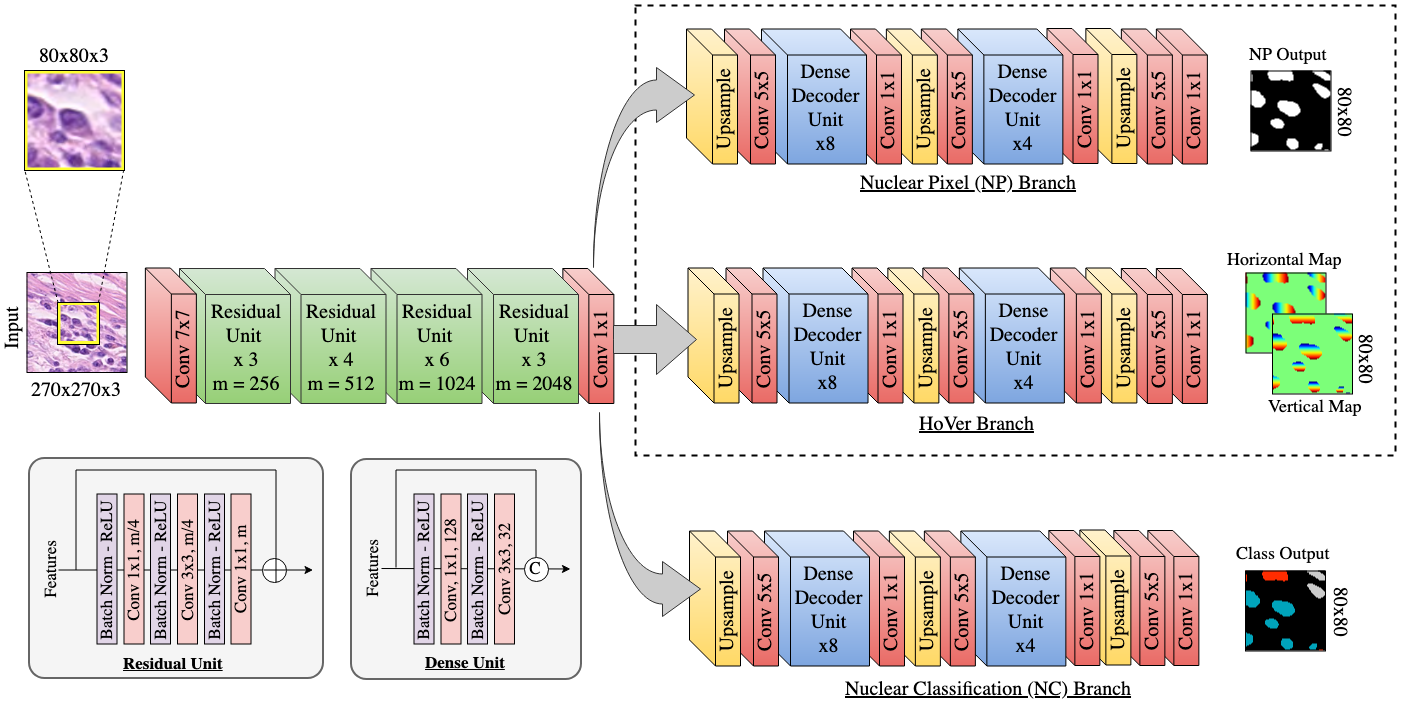 80x80x3
Input
270x270x3
Conv 7x7
Residual
Unit
x 3
m = 256
Residual
Unit
x 4
m = 512
Residual
Unit
x 6
m = 1024
Residual
Unit
x 3
m = 2048
Conv 1x1
Upsample
Conv 5x5
Dense
Decoder
Unit
x8
Conv 1x1
Upsample
Conv 5x5
Dense
Decoder
Unit
x4
Conv 1x1
Upsample
Conv 5x5
Conv 1x1
Nuclear Pixel (NP) Branch
NP Output
80x80
Upsample
Conv 5x5
Dense
Decoder
Unit
x8
Conv 1x1
Upsample
Conv 5x5
Dense
Decoder
Unit
x4
Conv 1x1
Upsample
Conv 5x5
Conv 1x1
HoVer Branch
Horizontal Map
80x80
Vertical Map
Upsample
Conv 5x5
Dense
Decoder
Unit
x8
Conv 1x1
Upsample
Conv 5x5
Dense
Decoder
Unit
x4
Conv 1x1
Upsample
Conv 5x5
Conv 1x1
Nuclear Classification (NC) Branch
Class Output
80x80
Features
Batch Norm - ReLU
Conv 1x1, m/4
Batch Norm - ReLU
Conv 3x3, m/4
Batch Norm - ReLU
Conv 1x1, m
Residual Unit
Features
Batch Norm - ReLU
Conv, 1x1, 128
Batch Norm - ReLU
Conv 3x3, 32
C
Dense Unit